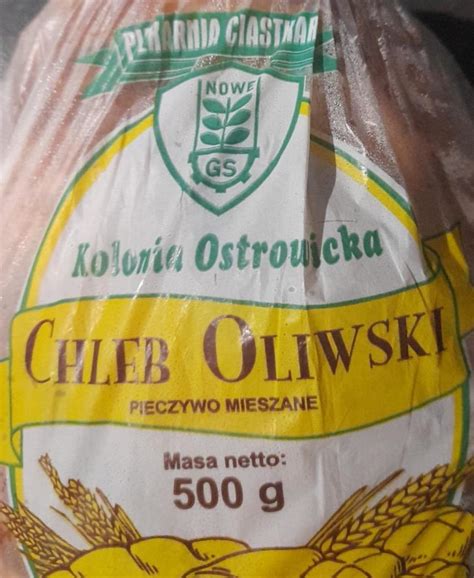 PIEKARNIA CIASTKAR
NOWE
GS
Kolonia Ostrowicka
CHLEB OLIWSKI
PIECZYWO MIESZANE
Masa netto:
500 g